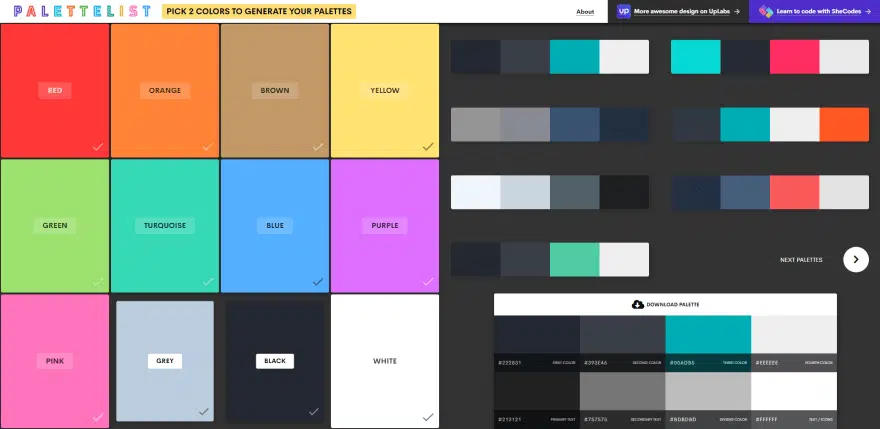 PALETTELIST PICK 2 COLORS TO GENERATE YOUR PALETTES
About
up More awesome design on UpLabs →
Learn to code with SheCodes →
RED
ORANGE
BROWN
YELLOW
GREEN
TURQUOISE
BLUE
PURPLE
PINK
GREY
BLACK
WHITE
NEXT PALETTES
DOWNLOAD PALETTE
#222831 FIRST COLOR
#393E46 SECOND COLOR
#00ADB5 THIRD COLOR
#EEEEEE FOURTH COLOR
#212121 PRIMARY TEXT
#757575 SECONDARY TEXT
#BDBDBD DIVIDER COLOR
#FFFFFF TEXT / ICONS